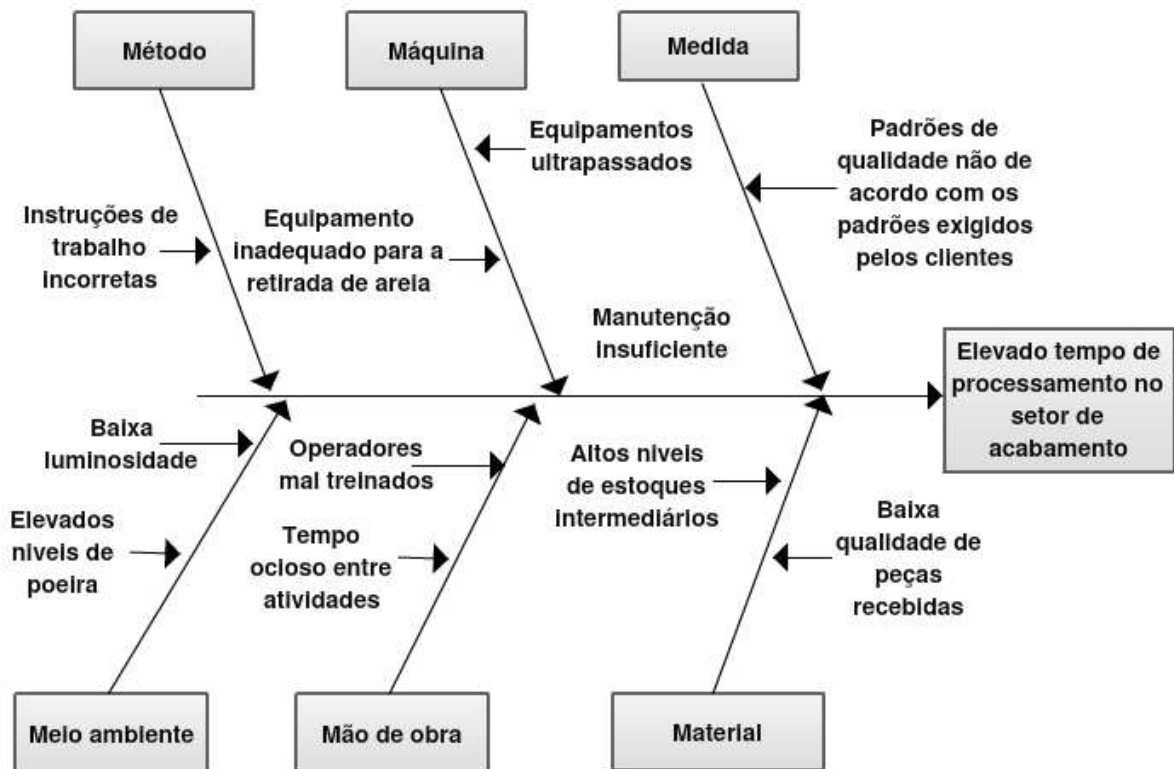 Método
Máquina
Medida
Equipamentos
ultrapassados
Padrões de
qualidade não de
acordo com os
padrões exigidos
pelos clientes
Instruções de
trabalho
incorretas
Equipamento
inadequado para a
retirada de areia
Manutenção
insuficiente
Elevado tempo de
processamento no
setor de
acabamento
Baixa
luminosidade
Operadores
mal treinados
Altos niveis
de estoques
intermediários
Elevados
niveis de
poeira
Tempo
ocioso entre
atividades
Baixa
qualidade de
peças
recebidas
Meio ambiente
Mão de obra
Material